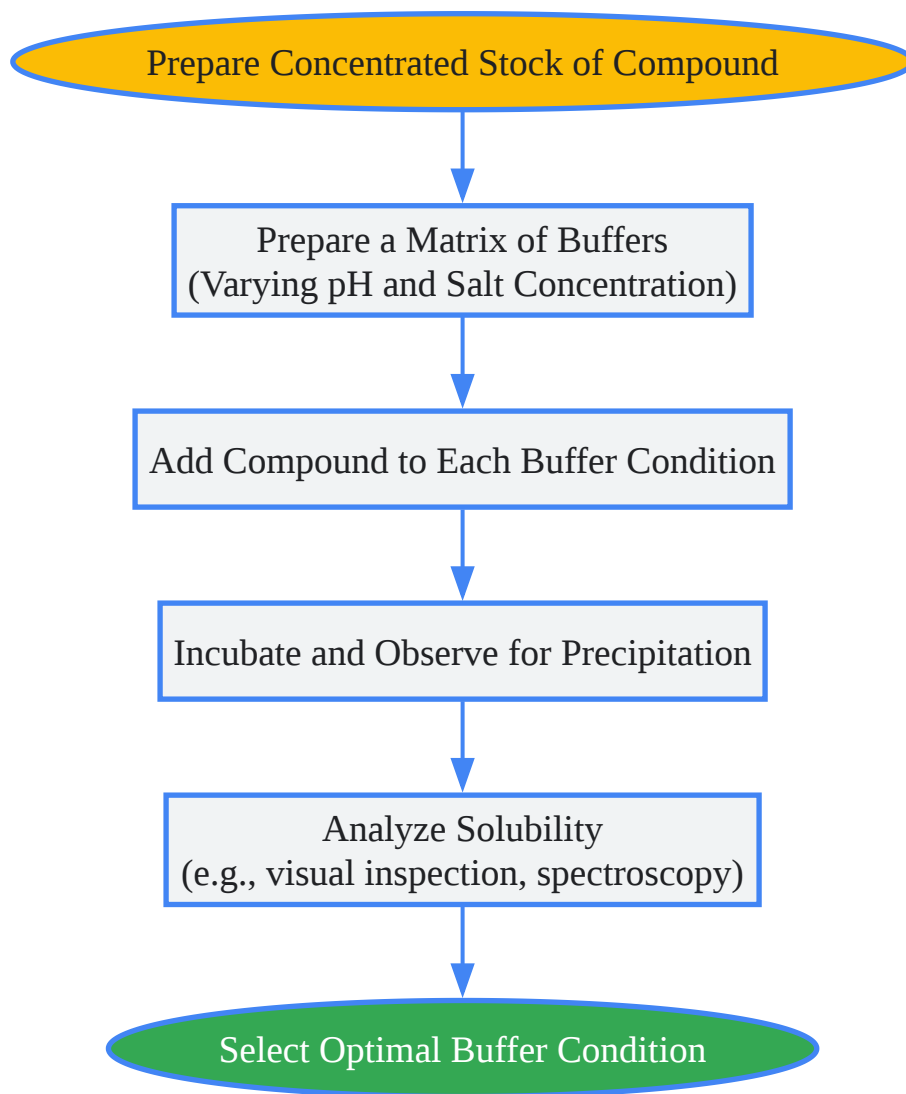 Prepare Concentrated Stock of Compound
Prepare a Matrix of Buffers
(Varying pH and Salt Concentration)
Add Compound to Each Buffer Condition
Incubate and Observe for Precipitation
Analyze Solubility
(e.g., visual inspection, spectroscopy)
Select Optimal Buffer Condition